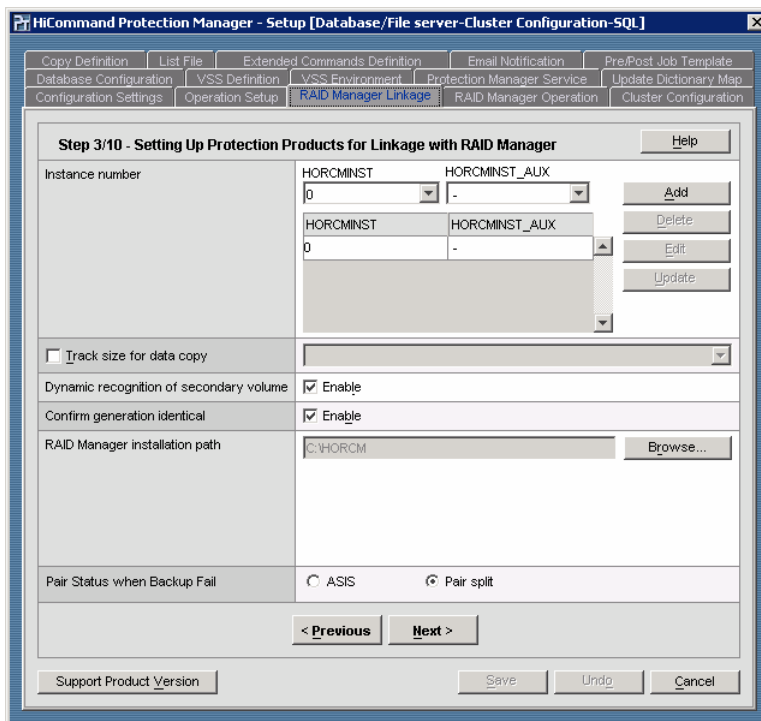 HiCommand Protection Manager - Setup [Database/File server-Cluster Configuration-SQL]
Copy Definition List File Extended Commands Definition Email Notification Pre/Post Job Template
Database Configuration VSS Definition VSS Environment Protection Manager Service Update Dictionary Map
Configuration Settings Operation Setup RAID Manager Linkage RAID Manager Operation Cluster Configuration
Step 3/10 - Setting Up Protection Products for Linkage with RAID Manager
Help
Instance number
HORCMINST HORCMINST_AUX
0 -
Add
HORCMINST HORCMINST_AUX
0 -
Delete
Edit
Update
Track size for data copy
Dynamic recognition of secondary volume Enable
Confirm generation identical Enable
RAID Manager installation path C:\HORCM Browse...
Pair Status when Backup Fail ASIS Pair split
< Previous Next >
Support Product Version Save Undo Cancel